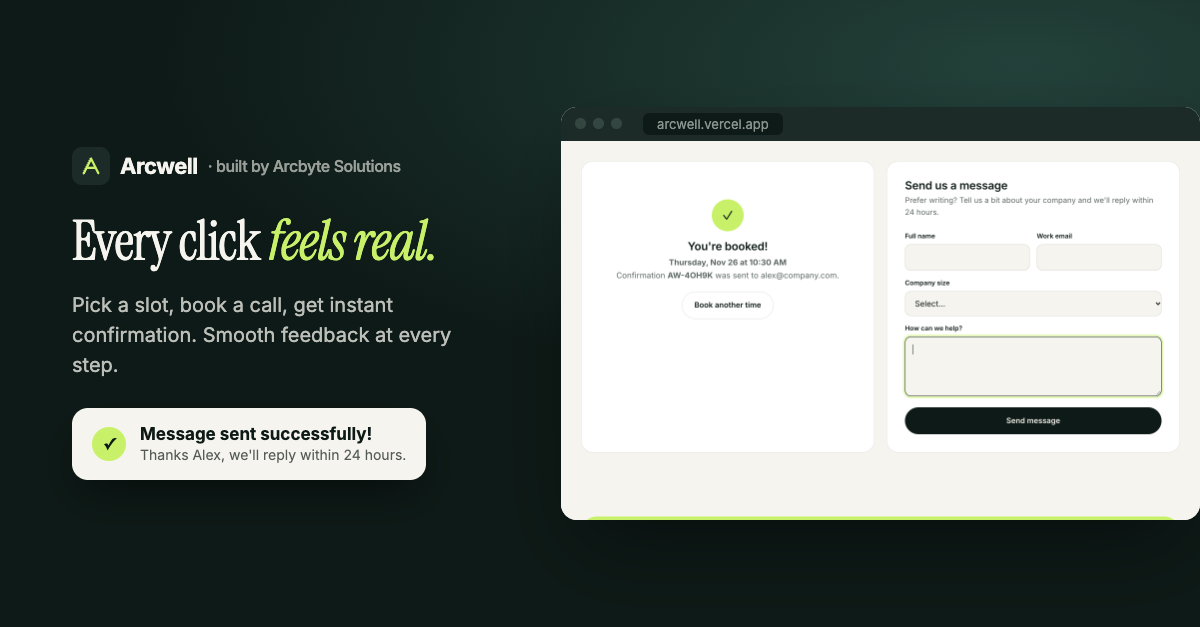 Arcwell · built by Arcbyte Solutions
Every click feels real.
Pick a slot, book a call, get instant
confirmation. Smooth feedback at every
step.
✓ Message sent successfully!
Thanks Alex, we'll reply within 24 hours.
arcwell.vercel.app
You're booked!
Thursday, Nov 26 at 10:30 AM
Confirmation AW-4OH9K was sent to alex@company.com.
Book another time
Send us a message
Prefer writing? Tell us a bit about your company and we'll reply within
24 hours.
Full name Work email
Company size
Select...
How can we help?
Send message